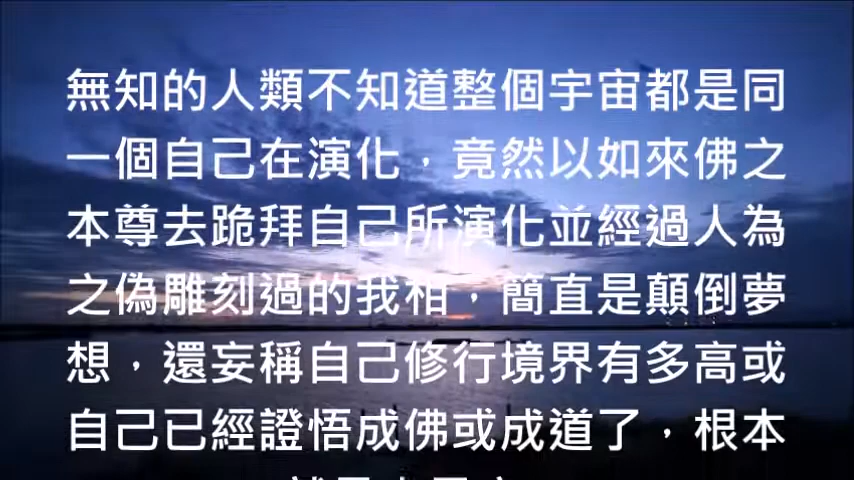 無知的人類不知道整個宇宙都是同
一個自己在演化，竟然以如來佛之
本尊去跪拜自己所演化並經過人為
之偽雕刻過的我相，簡直是顛倒夢
想，還妄稱自己修行境界有多高或
自己已經證悟成佛或成道了，根本